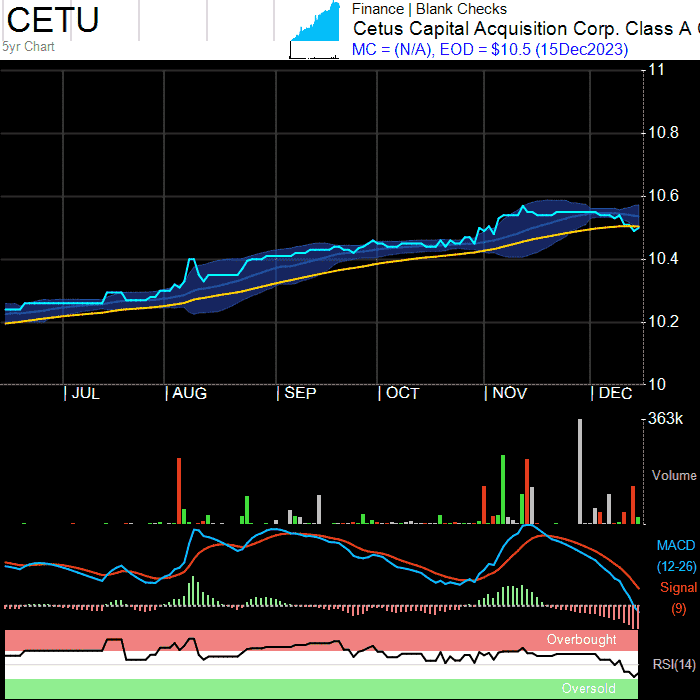 CETU
5yr Chart
Finance | Blank Checks
Cetus Capital Acquisition Corp. Class A
MC = (N/A), EOD = $10.5 (15Dec2023)
11
10.8
10.6
10.4
10.2
10
| JUL | AUG | SEP | OCT | NOV | DEC
363k
Volume
MACD
(12-26)
Signal
(9)
Overbought
RSI(14)
Oversold